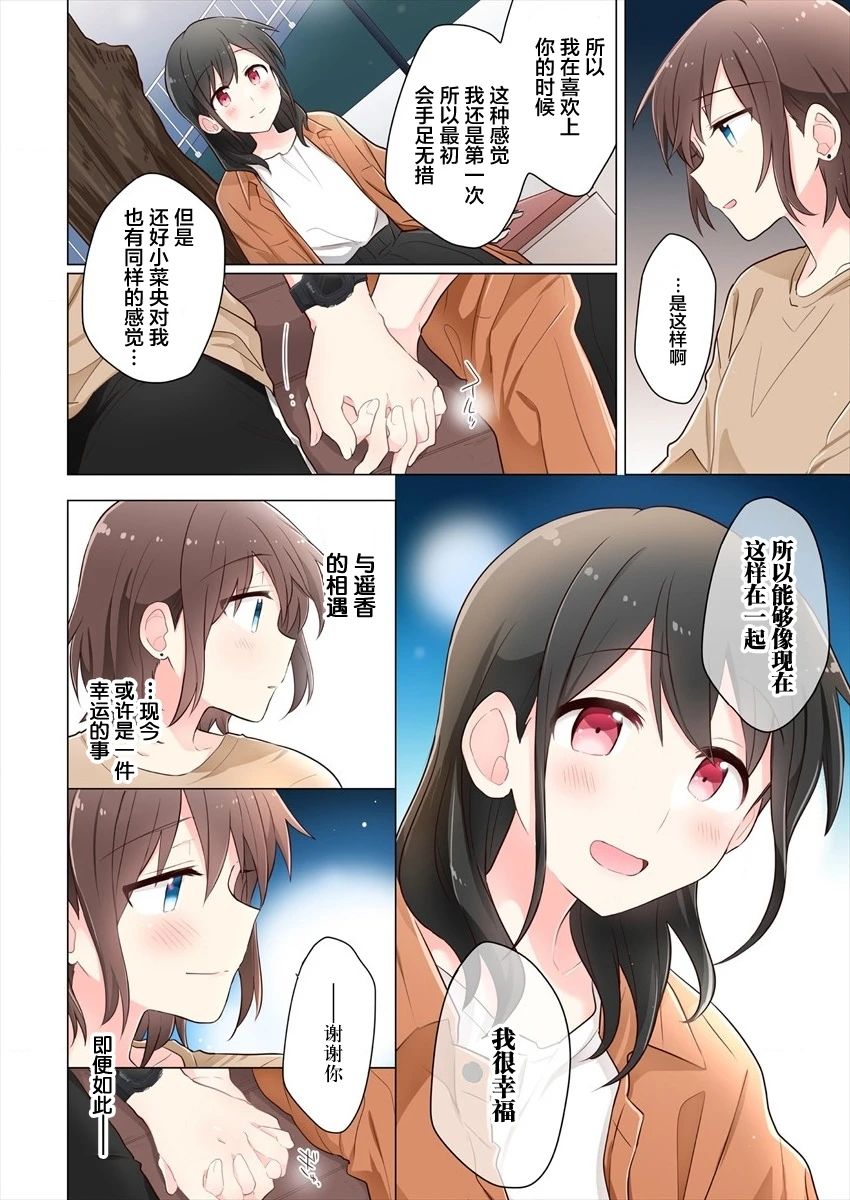 所以
我在喜欢上
你的时候
这种感觉
我还是第一次
所以最初
会手足无措
…是这样啊
但是
还好小菜央对我
也有同样的感觉…
所以能够像现在
这样在一起
我很幸福
与遥香
的相遇
…现今
或许是一件
幸运的事
——谢谢你
即便如此——